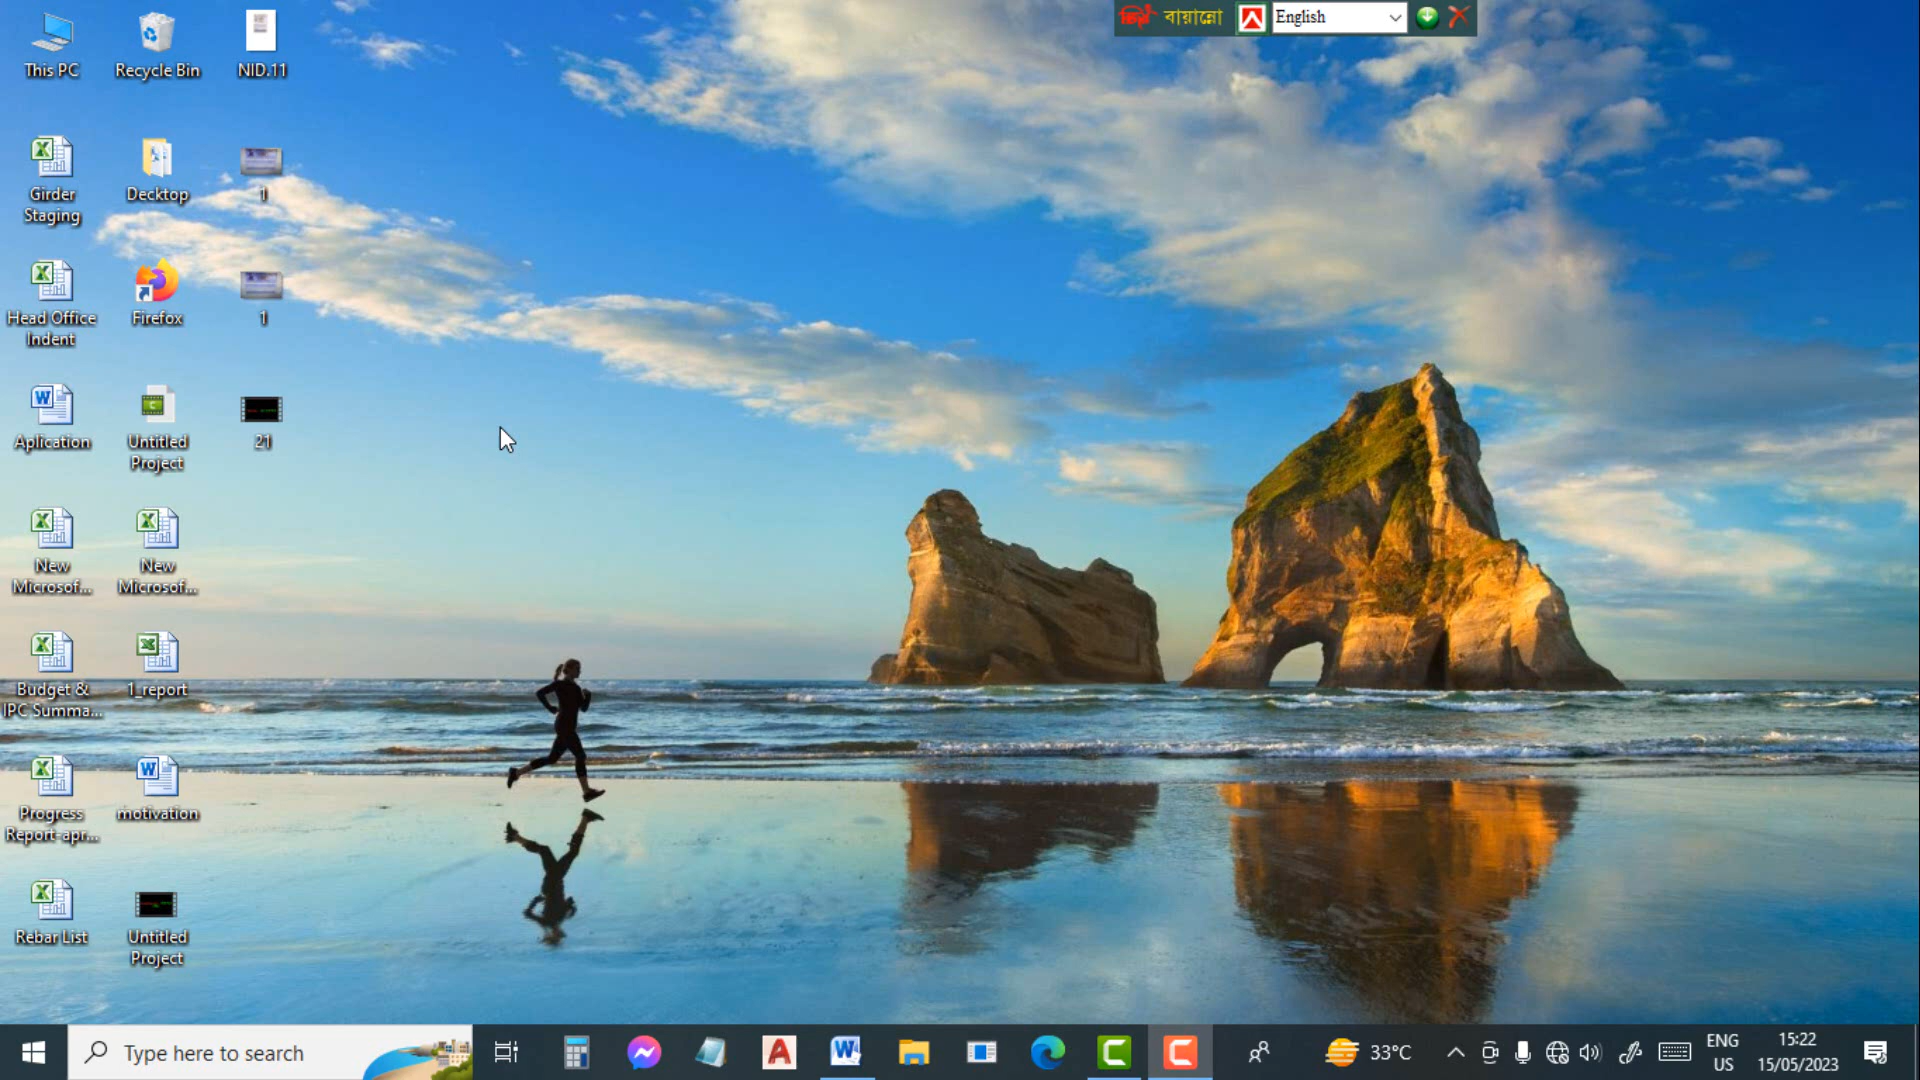 বায়ান্নো
English
This PC
Recycle Bin
NID.11
Girder
Staging
Decktop
1
Head Office
Indent
Firefox
1
Aplication
Untitled
Project
21
New
Microsof...
New
Microsof...
Budget &
IPC Summa...
1_report
Progress
Report-apr...
motivation
Rebar List
Untitled
Project
Type here to search
33°C
ENG
US
15:22
15/05/2023